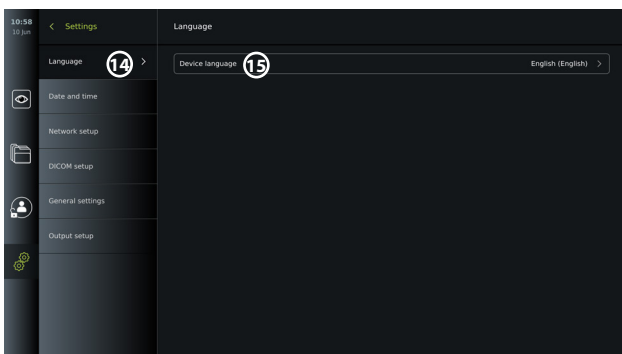 10:58
10 Jun
Settings
Language
Language 14
Date and time
Network setup
DICOM setup
General settings
Output setup
Device language 15 English (English)